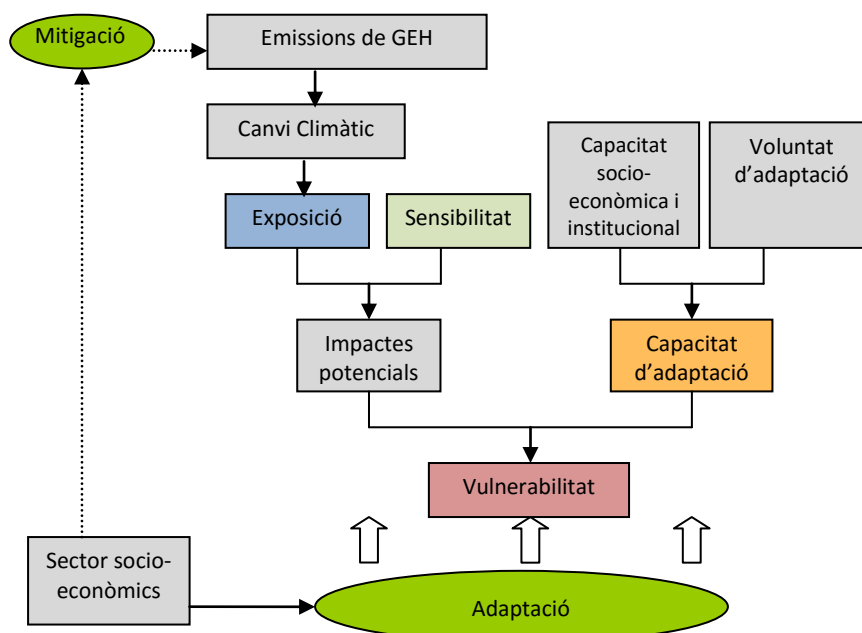 Mitigació
Emissions de GEH
Canvi Climàtic
Capacitat
socio-
econòmica i
institucional
Voluntat
d’adaptació
Exposició
Sensibilitat
Impactes
potencials
Capacitat
d’adaptació
Vulnerabilitat
Sector socio-
econòmics
Adaptació